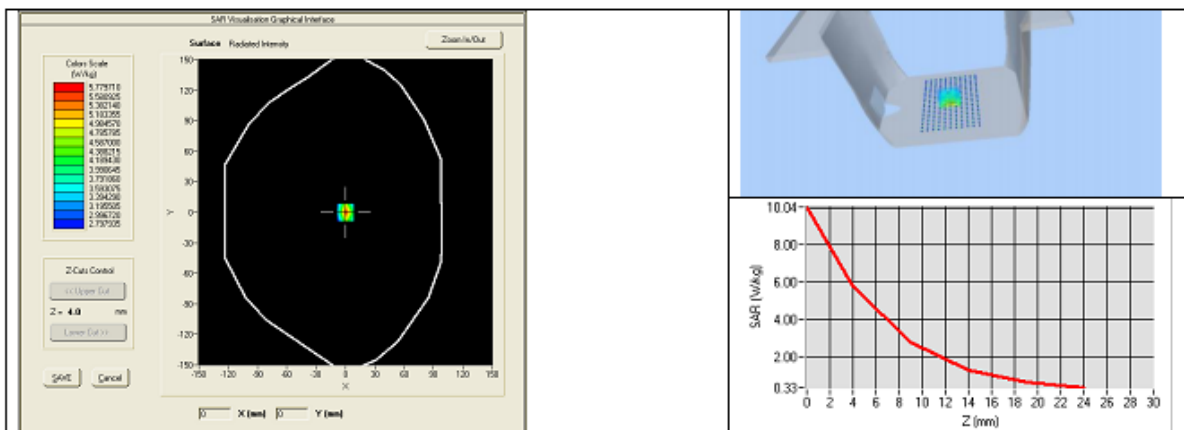 SAR Visualisation Graphical Interface
Surface Radiated Intensity
Zoom In/Out
Colors Scale
(W/kg)
5.779710
5.580925
5.382140
5.183355
4.984570
4.785785
4.587000
4.388215
4.189430
3.990645
3.791860
3.593075
3.394290
3.195505
2.996720
2.797935
Z-Cuts Control
<< Upper Cut
Z = 4.0 mm
Lower Cut >>
SAVE Cancel
150
120
90
60
30
Y 0
-30
-60
-90
-120
-150
-150 -120 -90 -60 -30 0 30 60 90 120 150
X
0 X (mm) 0 Y (mm)
10.04
8.00
6.00
SAR (W/kg)
4.00
2.00
0.33
0 2 4 6 8 10 12 14 16 18 20 22 24 26 28 30
Z (mm)